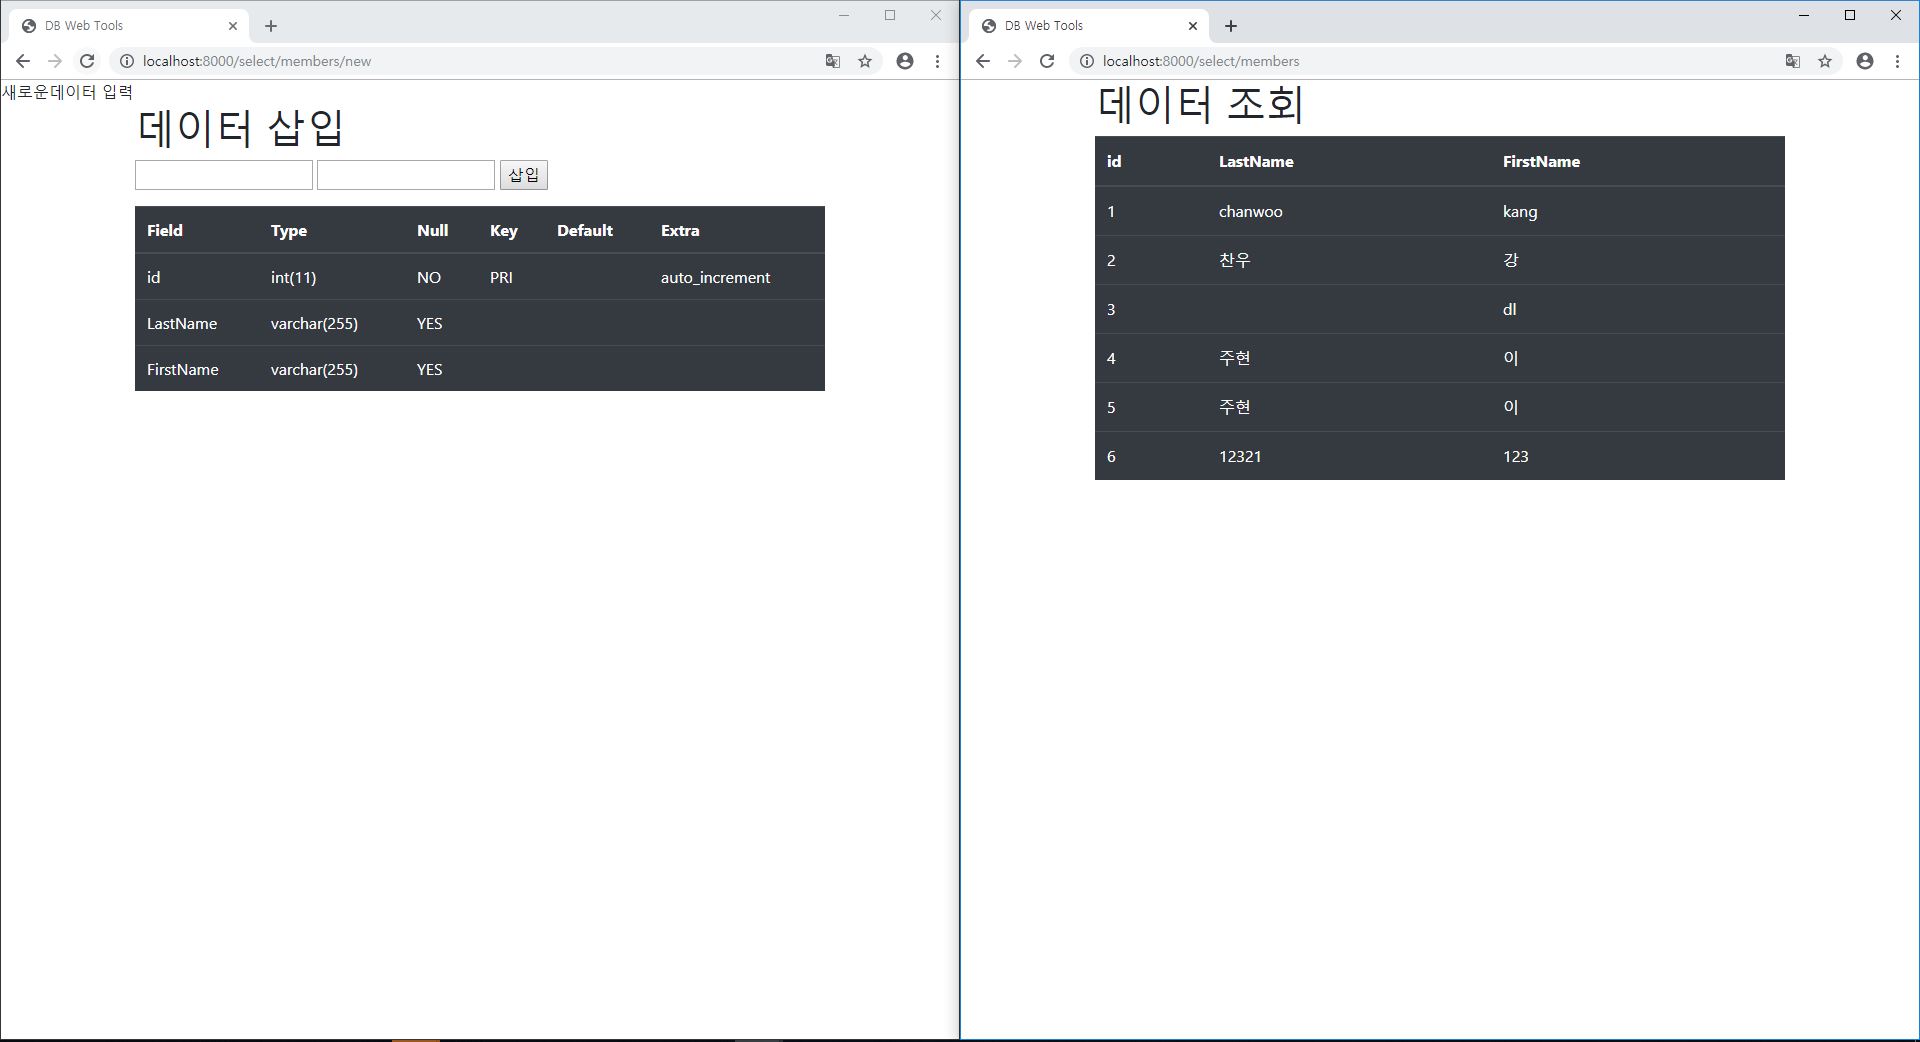 DB Web Tools
localhost:8000/select/members/new
새로운데이터 입력
데이터 삽입
삽입
Field Type Null Key Default Extra
id int(11) NO PRI auto_increment
LastName varchar(255) YES
FirstName varchar(255) YES
DB Web Tools
localhost:8000/select/members
데이터 조회
id LastName FirstName
1 chanwoo kang
2 찬우 강
3 dl
4 주현 이
5 주현 이
6 12321 123